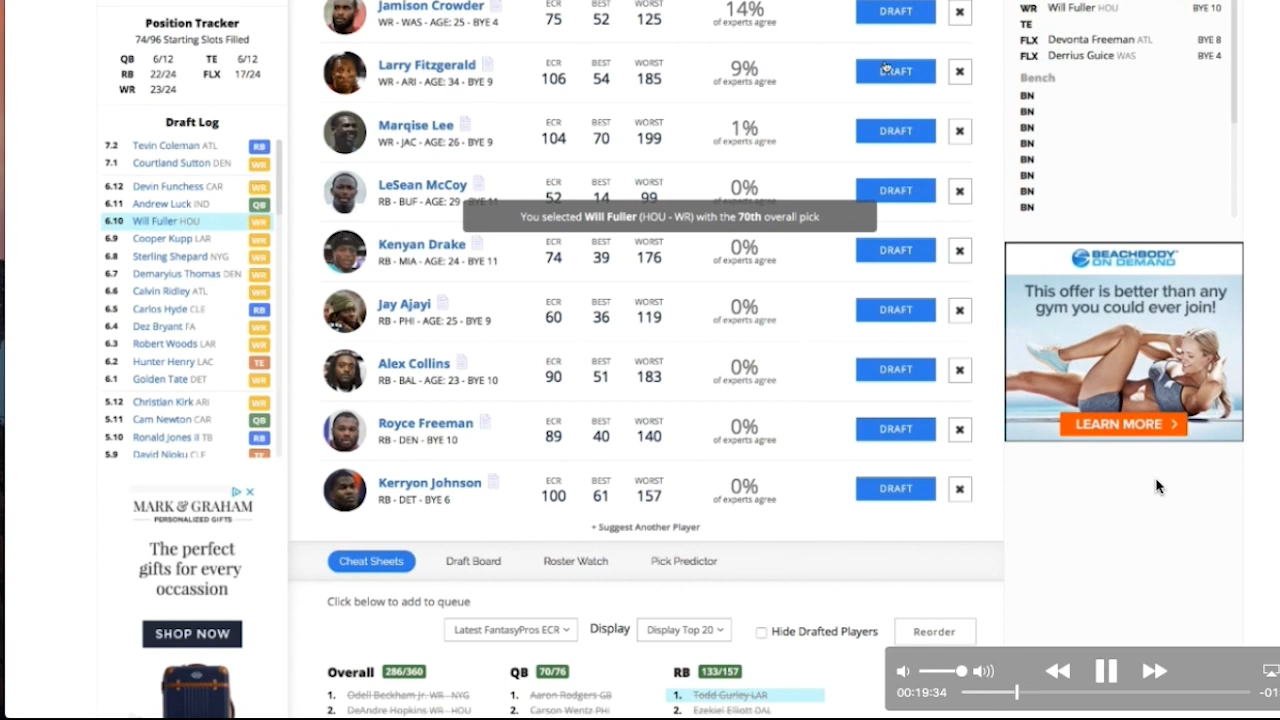 Position Tracker
74/96 Starting Slots Filled
QB 6/12 TE 6/12
RB 22/24 FLX 17/24
WR 23/24
Draft Log
7.2 Tevin Coleman ATL RB
7.1 Courtland Sutton DEN WR
6.12 Devin Funchess CAR WR
6.11 Andrew Luck IND QB
6.10 Will Fuller HOU WR
6.9 Cooper Kupp LAR WR
6.8 Sterling Shepard NYG WR
6.7 Demaryius Thomas DEN WR
6.6 Calvin Ridley ATL WR
6.5 Carlos Hyde CLE RB
6.4 Dez Bryant FA WR
6.3 Robert Woods LAR WR
6.2 Hunter Henry LAC TE
6.1 Golden Tate DET WR
5.12 Christian Kirk ARI WR
5.11 Cam Newton CAR QB
5.10 Ronald Jones II TB RB
5.9 David Njoku CLE TE
MARK & GRAHAM
PERSONALIZED GIFTS
The perfect
gifts for every
occassion
SHOP NOW
Jamison Crowder
WR - WAS - AGE: 25 - BYE 4
ECR BEST WORST
75 52 125
14%
of experts agree
DRAFT
Larry Fitzgerald
WR - ARI - AGE: 34 - BYE 9
ECR BEST WORST
106 54 185
9%
of experts agree
DRAFT
Marqise Lee
WR - JAC - AGE: 26 - BYE 9
ECR BEST WORST
104 70 199
1%
of experts agree
DRAFT
LeSean McCoy
RB - BUF - AGE: 29 - BYE 11
ECR BEST WORST
52 14 99
0%
of experts agree
DRAFT
You selected Will Fuller (HOU - WR) with the 70th overall pick
Kenyan Drake
RB - MIA - AGE: 24 - BYE 11
ECR BEST WORST
74 39 176
0%
of experts agree
DRAFT
Jay Ajayi
RB - PHI - AGE: 25 - BYE 9
ECR BEST WORST
60 36 119
0%
of experts agree
DRAFT
Alex Collins
RB - BAL - AGE: 23 - BYE 10
ECR BEST WORST
90 51 183
0%
of experts agree
DRAFT
Royce Freeman
RB - DEN - BYE 10
ECR BEST WORST
89 40 140
0%
of experts agree
DRAFT
Kerryon Johnson
RB - DET - BYE 6
ECR BEST WORST
100 61 157
0%
of experts agree
DRAFT
+ Suggest Another Player
Cheat Sheets Draft Board Roster Watch Pick Predictor
Click below to add to queue
Latest FantasyPros ECR Display Display Top 20 Hide Drafted Players Reorder
Overall 286/360 QB 70/76 RB 133/157
1. Odell Beckham Jr. WR - NYG 1. Aaron Rodgers GB 1. Todd Gurley LAR
2. DeAndre Hopkins WR - HOU 2. Carson Wentz PHI 2. Ezekiel Elliott DAL
WR Will Fuller HOU BYE 10
TE
FLX Devonta Freeman ATL BYE 8
FLX Derrius Guice WAS BYE 4
Bench
BN
BN
BN
BN
BN
BN
BN
BN
BEACHBODY
ON DEMAND
This offer is better than any
gym you could ever join!
LEARN MORE >
00:19:34 -01